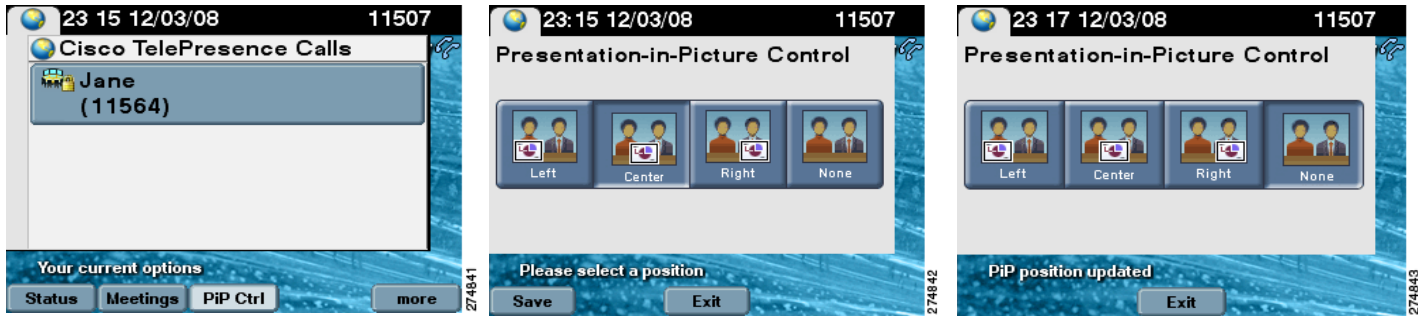 23 15 12/03/08 11507
Cisco TelePresence Calls
Jane
(11564)
Your current options
Status Meetings PiP Ctrl more
274841
23:15 12/03/08 11507
Presentation-in-Picture Control
Left Center Right None
Please select a position
Save Exit
274842
23 17 12/03/08 11507
Presentation-in-Picture Control
Left Center Right None
PiP position updated
Exit
274843